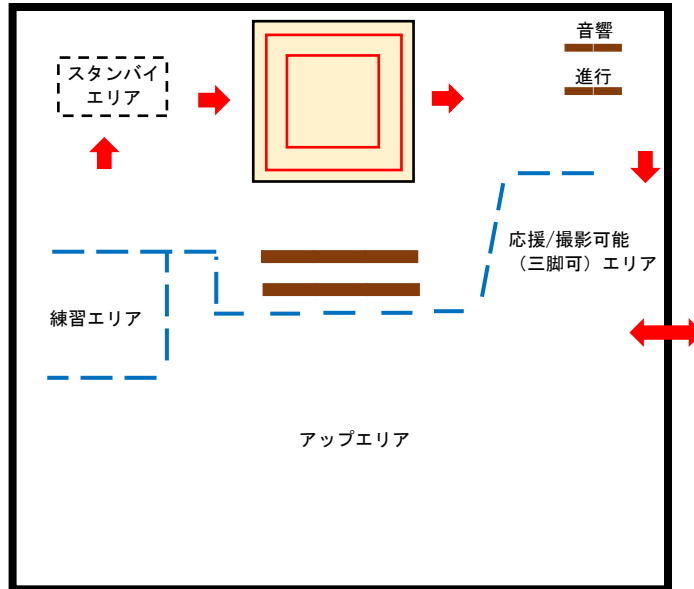 音響
スタンバイ
エリア
進行
応援/撮影可能
（三脚可）エリア
練習エリア
アップエリア